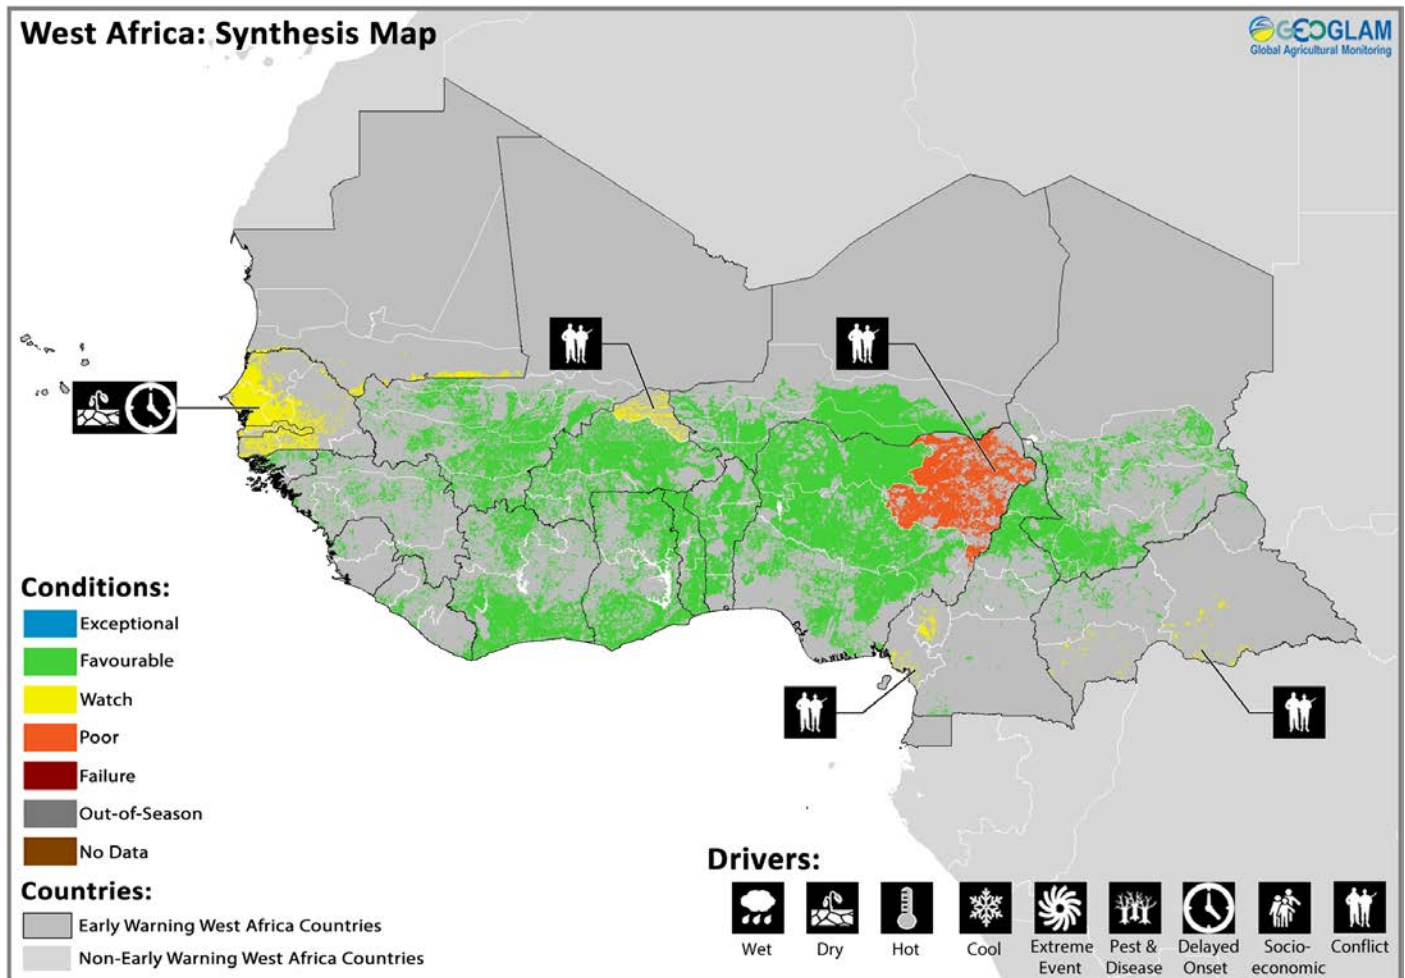 West Africa: Synthesis Map
GEOGLAM
Global Agricultural Monitoring
Conditions:
Exceptional
Favourable
Watch
Poor
Failure
Out-of-Season
No Data
Countries:
Early Warning West Africa Countries
Non-Early Warning West Africa Countries
Drivers:
Wet
Dry
Hot
Cool
Extreme
Event
Pest &
Disease
Delayed
Onset
Socio-
economic
Conflict